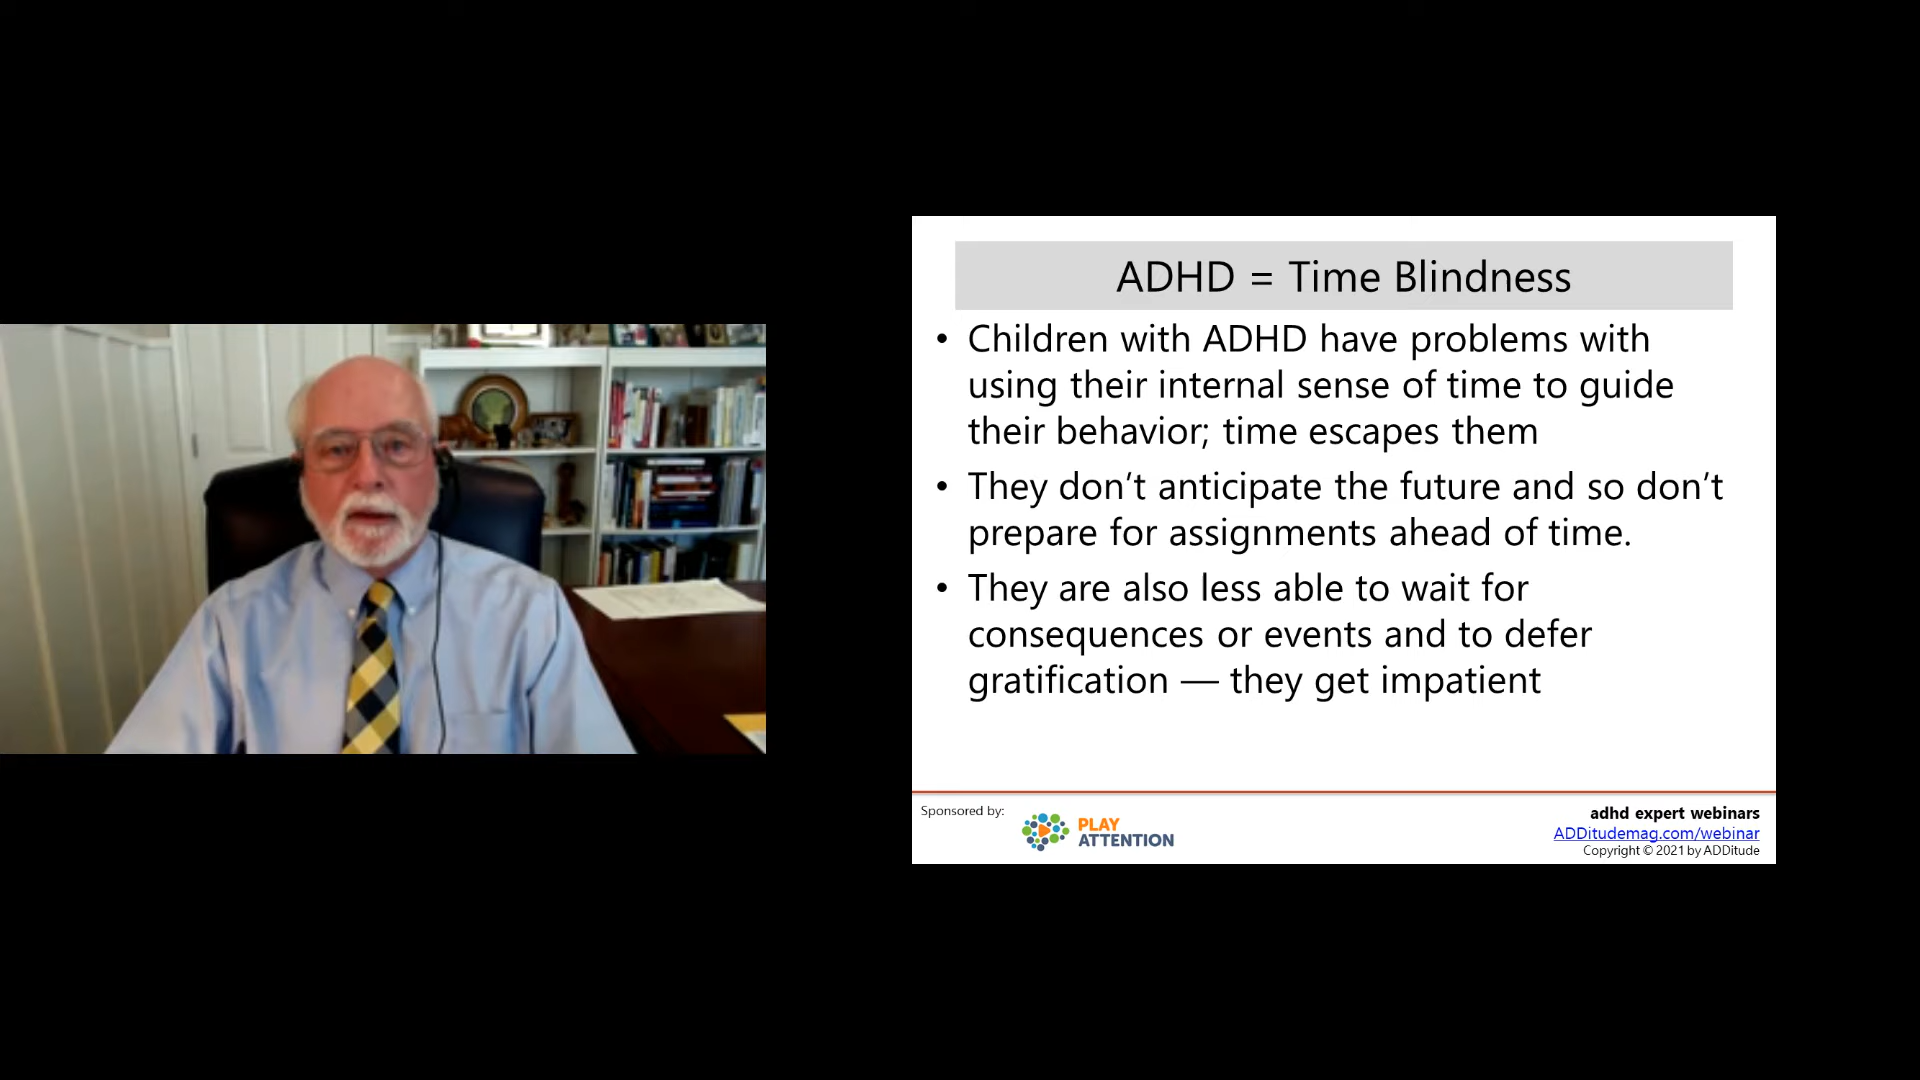 ADHD = Time Blindness
• Children with ADHD have problems with
using their internal sense of time to guide
their behavior; time escapes them
• They don’t anticipate the future and so don’t
prepare for assignments ahead of time.
• They are also less able to wait for
consequences or events and to defer
gratification — they get impatient
Sponsored by:
PLAY
ATTENTION
adhd expert webinars
ADDitudemag.com/webinar
Copyright © 2021 by ADDitude